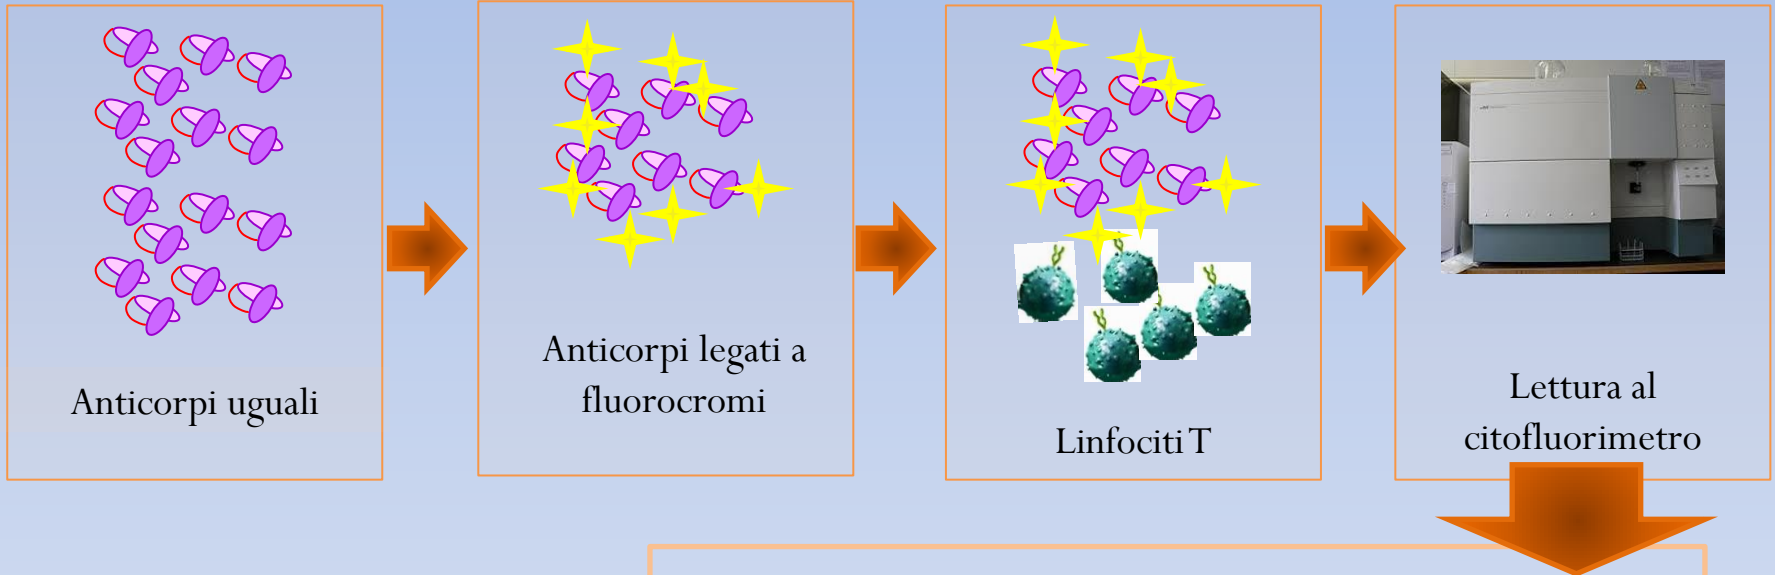 Anticorpi uguali
Anticorpi legati a
fluorocromi
Linfociti T
Lettura al
citofluorimetro